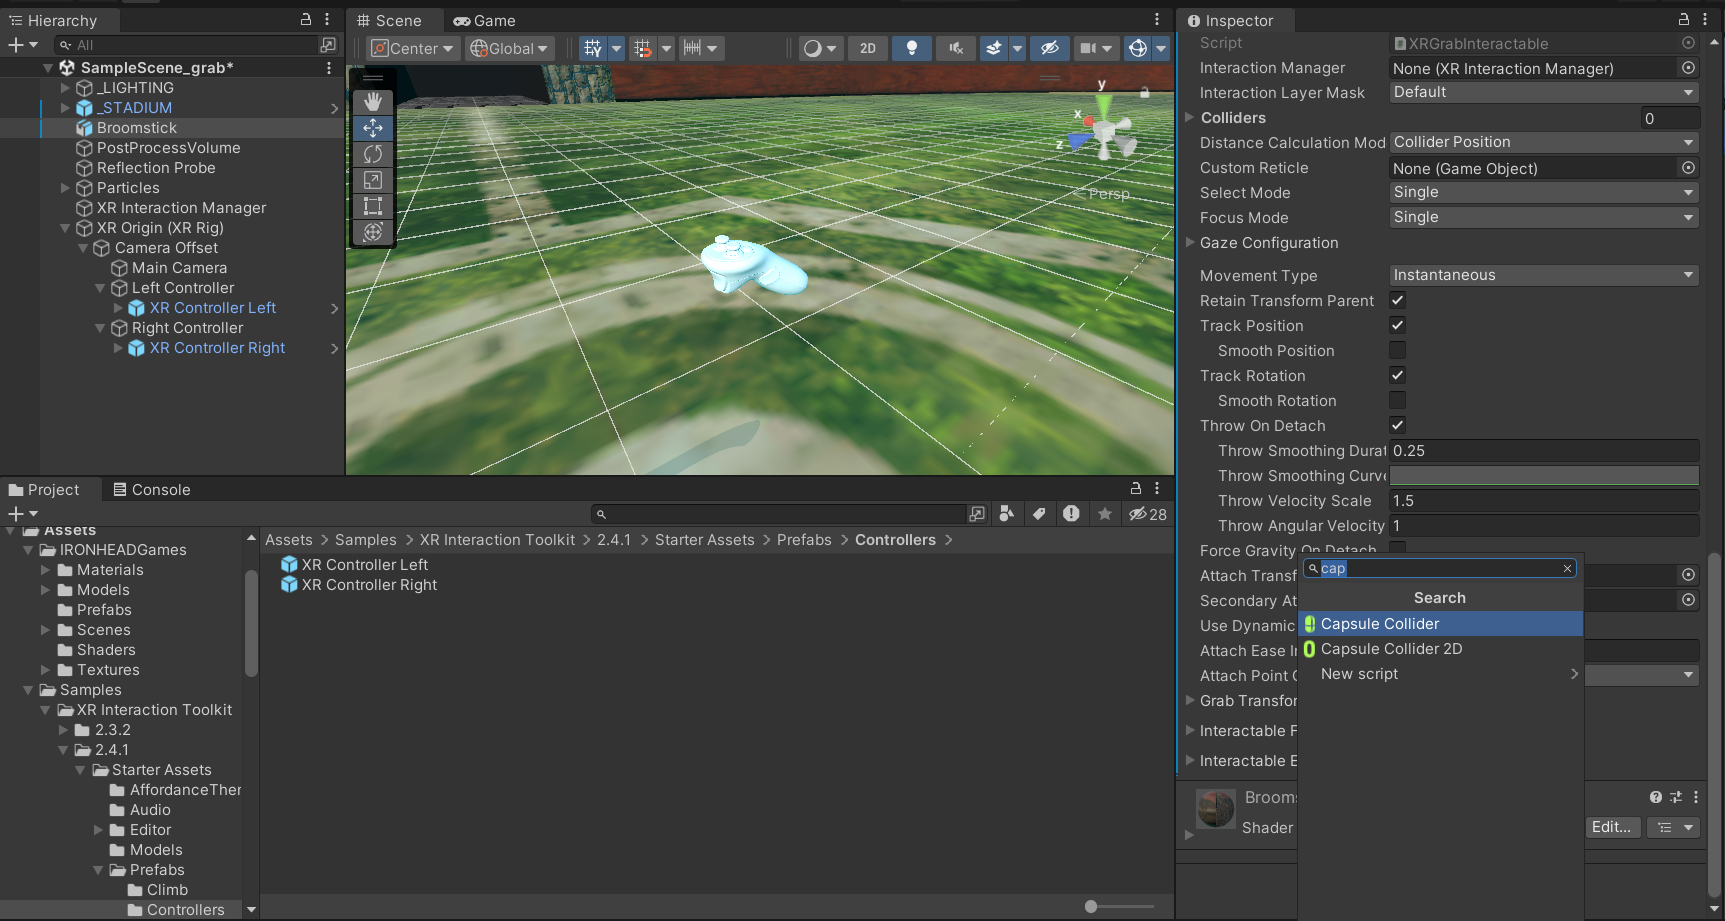 Hierarchy
All
SampleScene_grab*
_LIGHTING
_STADIUM
Broomstick
PostProcessVolume
Reflection Probe
Particles
XR Interaction Manager
XR Origin (XR Rig)
Camera Offset
Main Camera
Left Controller
XR Controller Left
Right Controller
XR Controller Right
Scene
Game
Center
Global
2D
y
x
z
Persp
Project
Console
28
Assets
IRONHEADGames
Materials
Models
Prefabs
Scenes
Shaders
Textures
Samples
XR Interaction Toolkit
2.3.2
2.4.1
Starter Assets
AffordanceTher
Audio
Editor
Models
Prefabs
Climb
Controllers
Assets > Samples > XR Interaction Toolkit > 2.4.1 > Starter Assets > Prefabs > Controllers >
XR Controller Left
XR Controller Right
Inspector
Script XRGrabInteractable
Interaction Manager None (XR Interaction Manager)
Interaction Layer Mask Default
Colliders 0
Distance Calculation Mod Collider Position
Custom Reticle None (Game Object)
Select Mode Single
Focus Mode Single
Gaze Configuration
Movement Type Instantaneous
Retain Transform Parent
Track Position
Smooth Position
Track Rotation
Smooth Rotation
Throw On Detach
Throw Smoothing Durat 0.25
Throw Smoothing Curve
Throw Velocity Scale 1.5
Throw Angular Velocity 1
Force Gravity On Detach
Attach Transf
Secondary At
Use Dynamic
Attach Ease In
Attach Point C
Grab Transfor
Interactable F
Interactable E
cap
Search
Capsule Collider
Capsule Collider 2D
New script
Brooms
Shader
Edit...